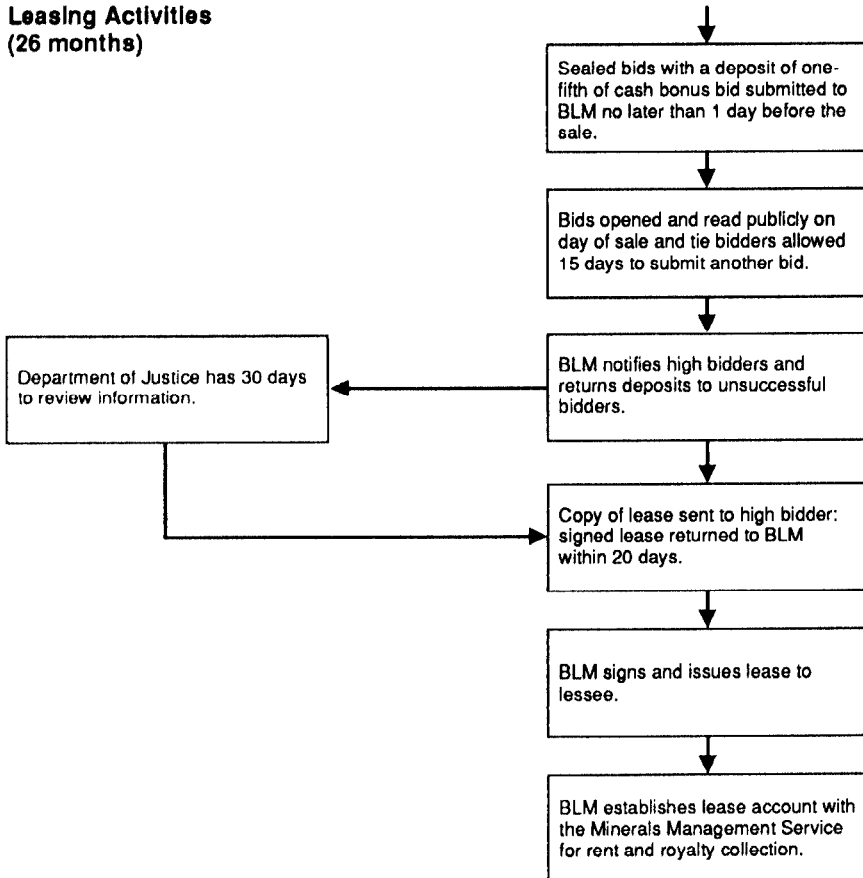 Leasing Activities
(26 months)
Sealed bids with a deposit of one-
fifth of cash bonus bid submitted to
BLM no later than 1 day before the
sale.
Bids opened and read publicly on
day of sale and tie bidders allowed
15 days to submit another bid.
BLM notifies high bidders and
returns deposits to unsuccessful
bidders.
Department of Justice has 30 days
to review information.
Copy of lease sent to high bidder:
signed lease returned to BLM
within 20 days.
BLM signs and issues lease to
lessee.
BLM establishes lease account with
the Minerals Management Service
for rent and royalty collection.